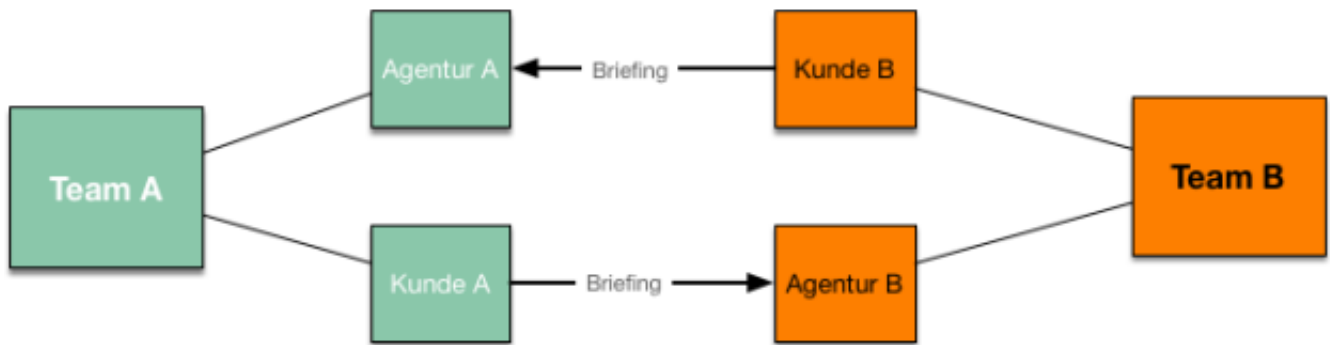 Agentur A
Briefing
Kunde B
Team A
Team B
Kunde A
Briefing
Agentur B